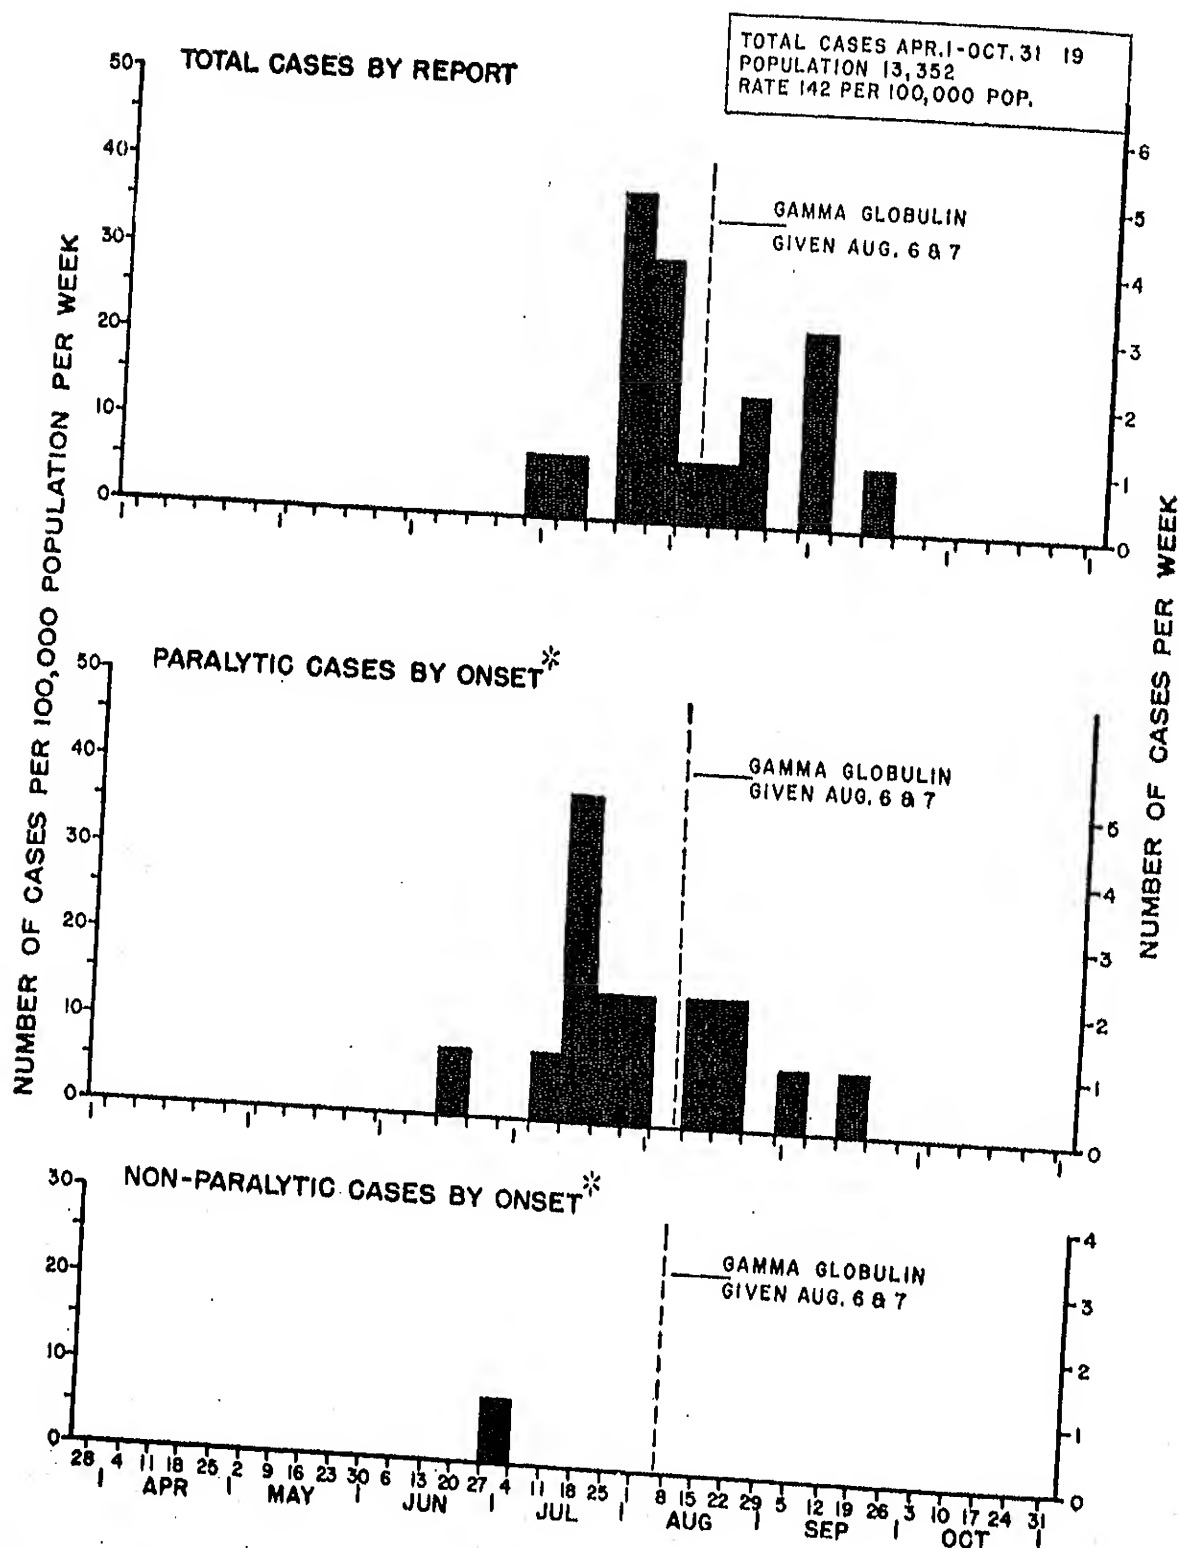 TOTAL CASES BY REPORT
TOTAL CASES APR.1-OCT.31 19
POPULATION 13,352
RATE 142 PER 100,000 POP.
NUMBER OF CASES PER 100,000 POPULATION PER WEEK
NUMBER OF CASES PER WEEK
50
40
30
20
10
0
6
5
4
3
2
1
0
GAMMA GLOBULIN
GIVEN AUG. 6 & 7
PARALYTIC CASES BY ONSET*
50
40
30
20
10
0
5
4
3
2
1
0
GAMMA GLOBULIN
GIVEN AUG. 6 & 7
NON-PARALYTIC CASES BY ONSET*
30
20
10
0
4
3
2
1
0
GAMMA GLOBULIN
GIVEN AUG. 6 & 7
28 4 11 18 25 2 9 16 23 30 6 13 20 27 4 11 18 25 1 8 15 22 29 5 12 19 26 3 10 17 24 31
APR MAY JUN JUL AUG SEP OCT